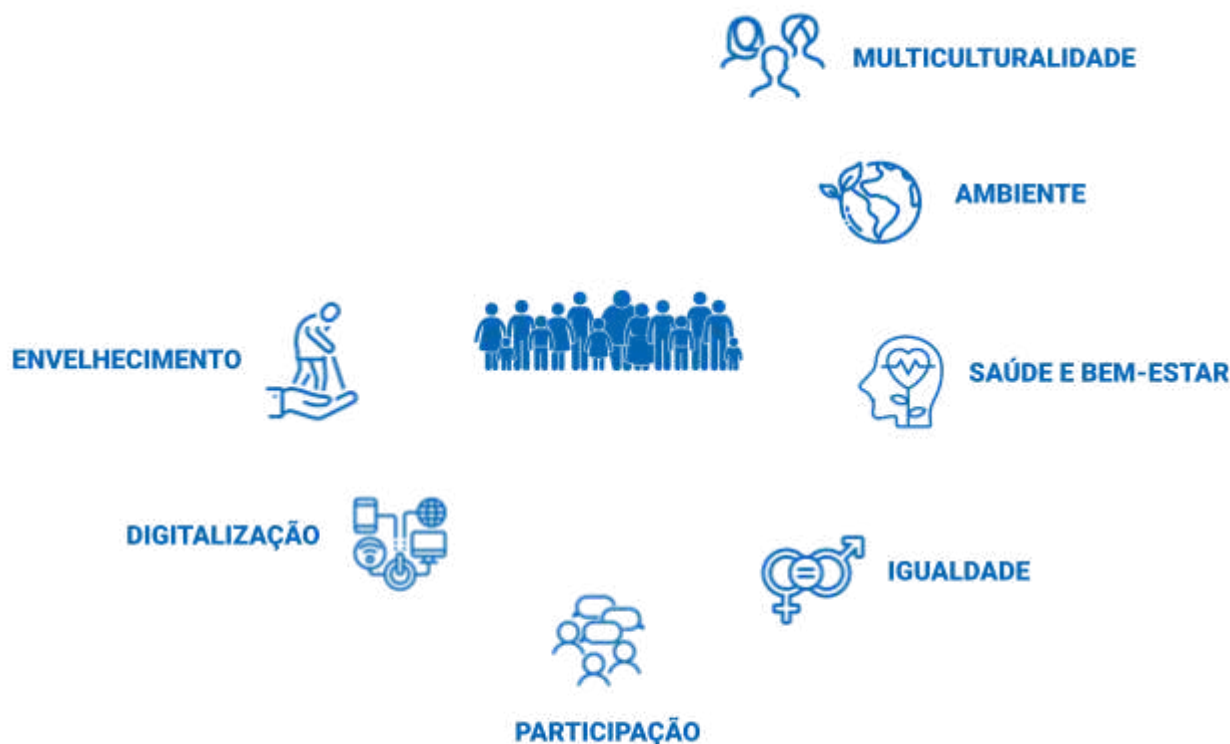 MULTICULTURALIDADE
AMBIENTE
ENVELHECIMENTO
SAÚDE E BEM-ESTAR
DIGITALIZAÇÃO
IGUALDADE
PARTICIPAÇÃO